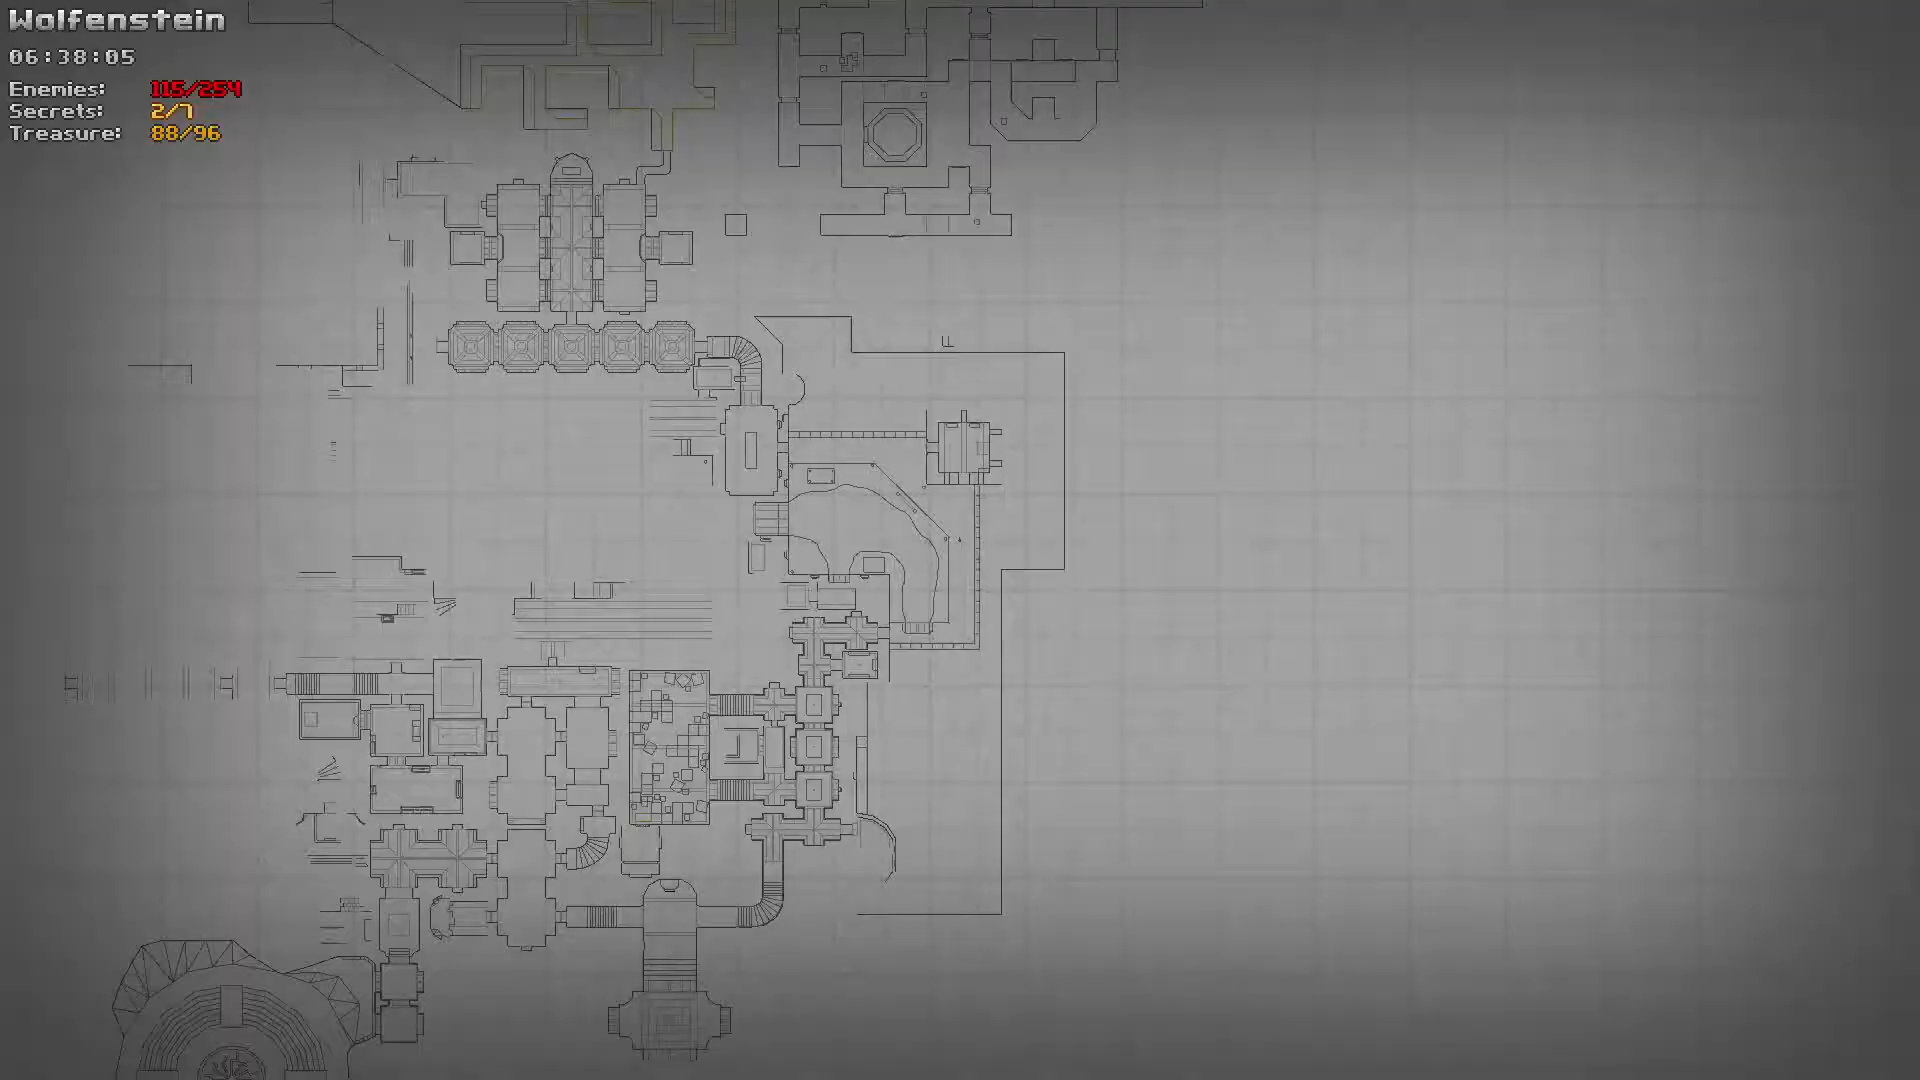 Wolfenstein
06:38:05
Enemies: 115/254
Secrets: 2/7
Treasure: 88/96